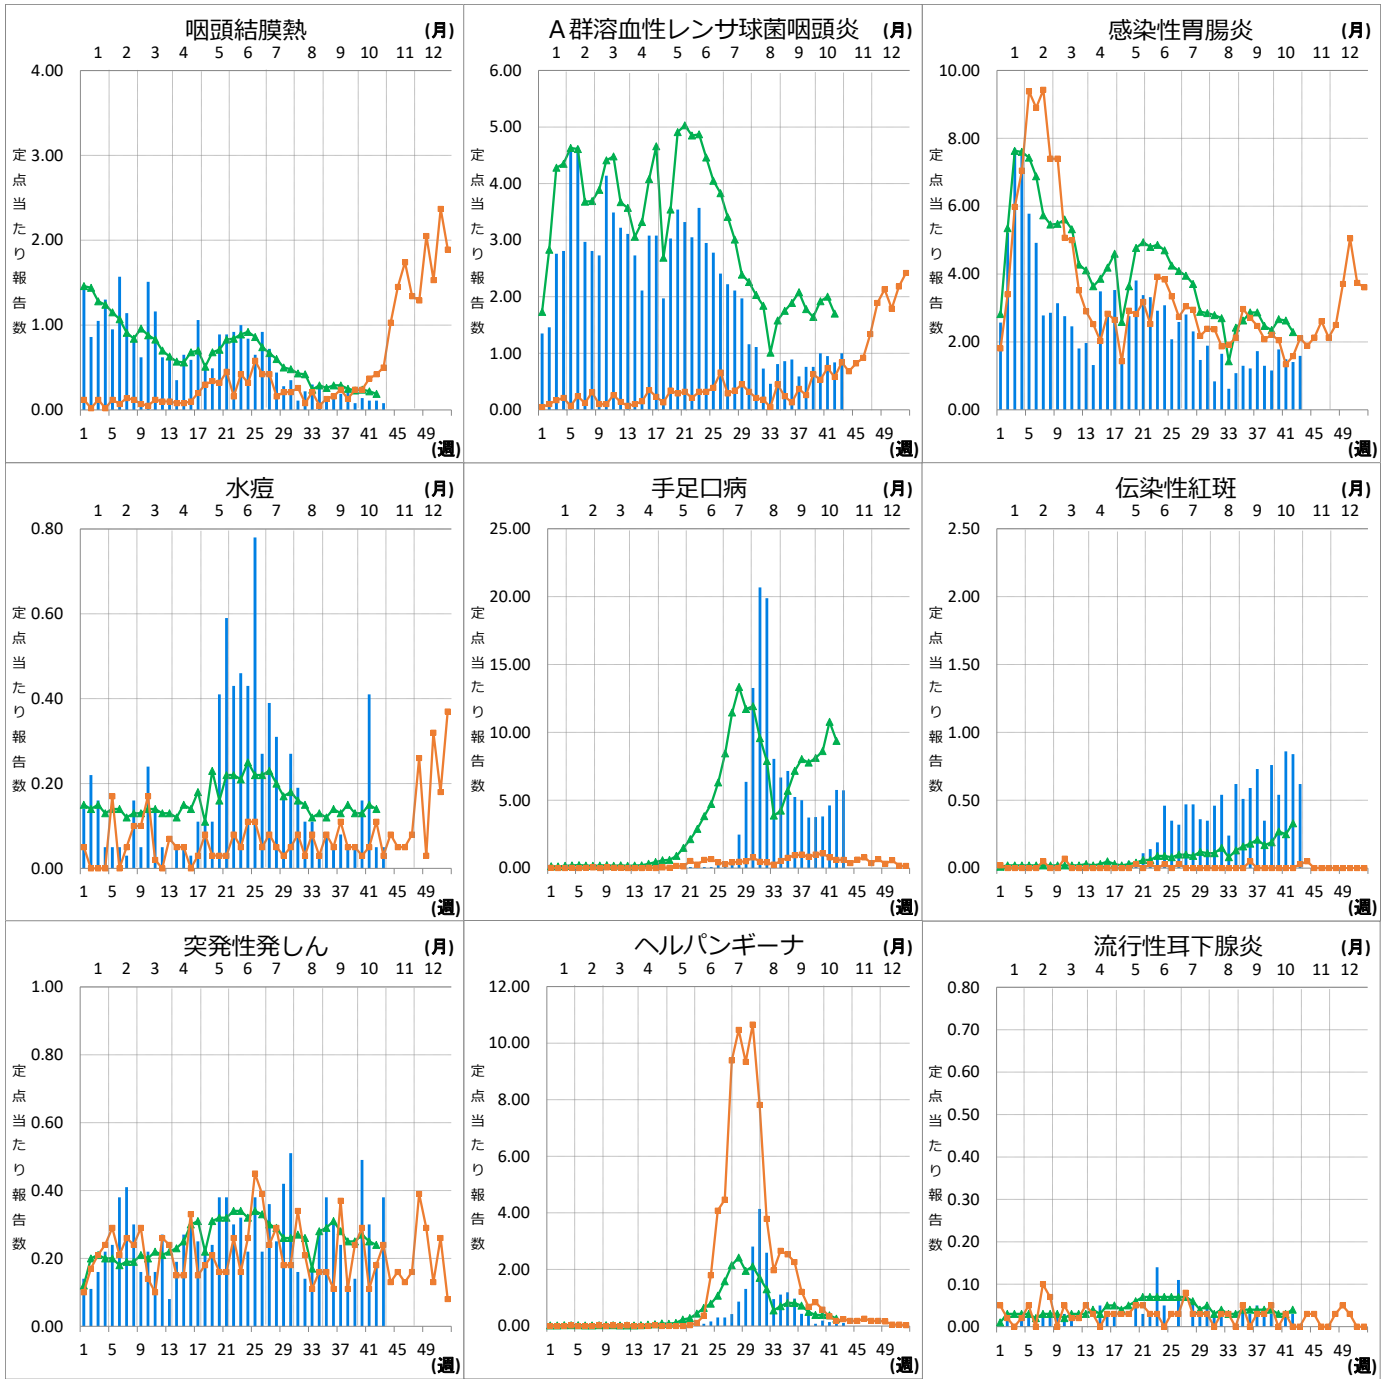 咽頭結膜熱 (月)
1 2 3 4 5 6 7 8 9 10 11 12
4.00
3.00
2.00
1.00
0.00
定点当たり報告数
1 5 9 13 17 21 25 29 33 37 41 45 49
(週)
A群溶血性レンサ球菌咽頭炎 (月)
1 2 3 4 5 6 7 8 9 10 11 12
6.00
5.00
4.00
3.00
2.00
1.00
0.00
定点当たり報告数
1 5 9 13 17 21 25 29 33 37 41 45 49
(週)
感染性胃腸炎 (月)
1 2 3 4 5 6 7 8 9 10 11 12
10.00
8.00
6.00
4.00
2.00
0.00
定点当たり報告数
1 5 9 13 17 21 25 29 33 37 41 45 49
(週)
水痘 (月)
1 2 3 4 5 6 7 8 9 10 11 12
0.80
0.60
0.40
0.20
0.00
定点当たり報告数
1 5 9 13 17 21 25 29 33 37 41 45 49
(週)
手足口病 (月)
1 2 3 4 5 6 7 8 9 10 11 12
25.00
20.00
15.00
10.00
5.00
0.00
定点当たり報告数
1 5 9 13 17 21 25 29 33 37 41 45 49
(週)
伝染性紅斑 (月)
1 2 3 4 5 6 7 8 9 10 11 12
2.50
2.00
1.50
1.00
0.50
0.00
定点当たり報告数
1 5 9 13 17 21 25 29 33 37 41 45 49
(週)
突発性発しん (月)
1 2 3 4 5 6 7 8 9 10 11 12
1.00
0.80
0.60
0.40
0.20
0.00
定点当たり報告数
1 5 9 13 17 21 25 29 33 37 41 45 49
(週)
ヘルパンギーナ (月)
1 2 3 4 5 6 7 8 9 10 11 12
12.00
10.00
8.00
6.00
4.00
2.00
0.00
定点当たり報告数
1 5 9 13 17 21 25 29 33 37 41 45 49
(週)
流行性耳下腺炎 (月)
1 2 3 4 5 6 7 8 9 10 11 12
0.80
0.70
0.60
0.50
0.40
0.30
0.20
0.10
0.00
定点当たり報告数
1 5 9 13 17 21 25 29 33 37 41 45 49
(週)